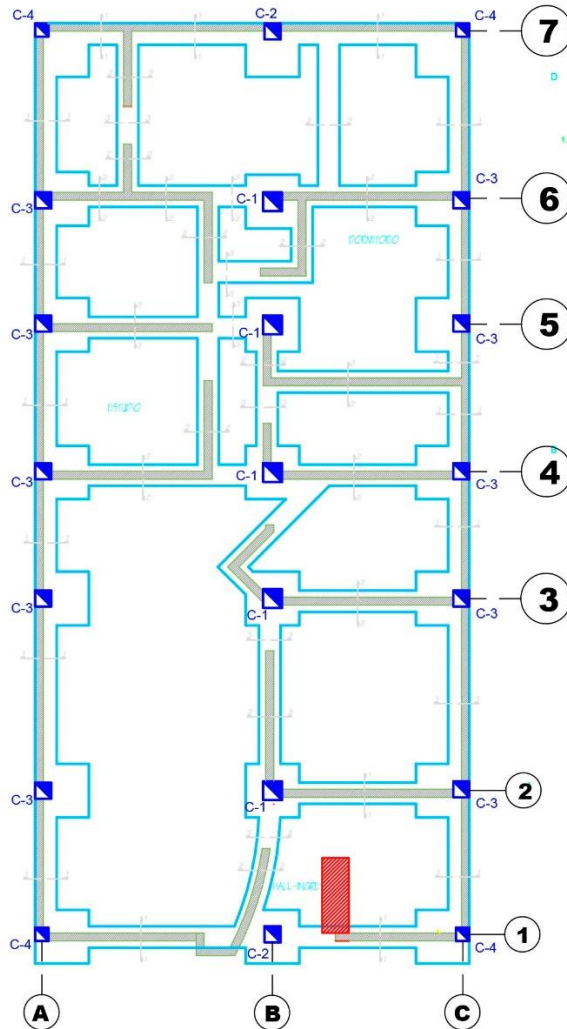 C-4 C-2 C-4 7
D
1.
C-3 C-1 C-3 6
DORMITORIO
C-3 C-1 C-3 5
ESTUDIO
B
C-3 C-1 C-3 4
C-3 C-1 C-3 3
C-3 C-1 C-3 2
HALL-INGRE
C-4 C-2 C-4 1
A B C